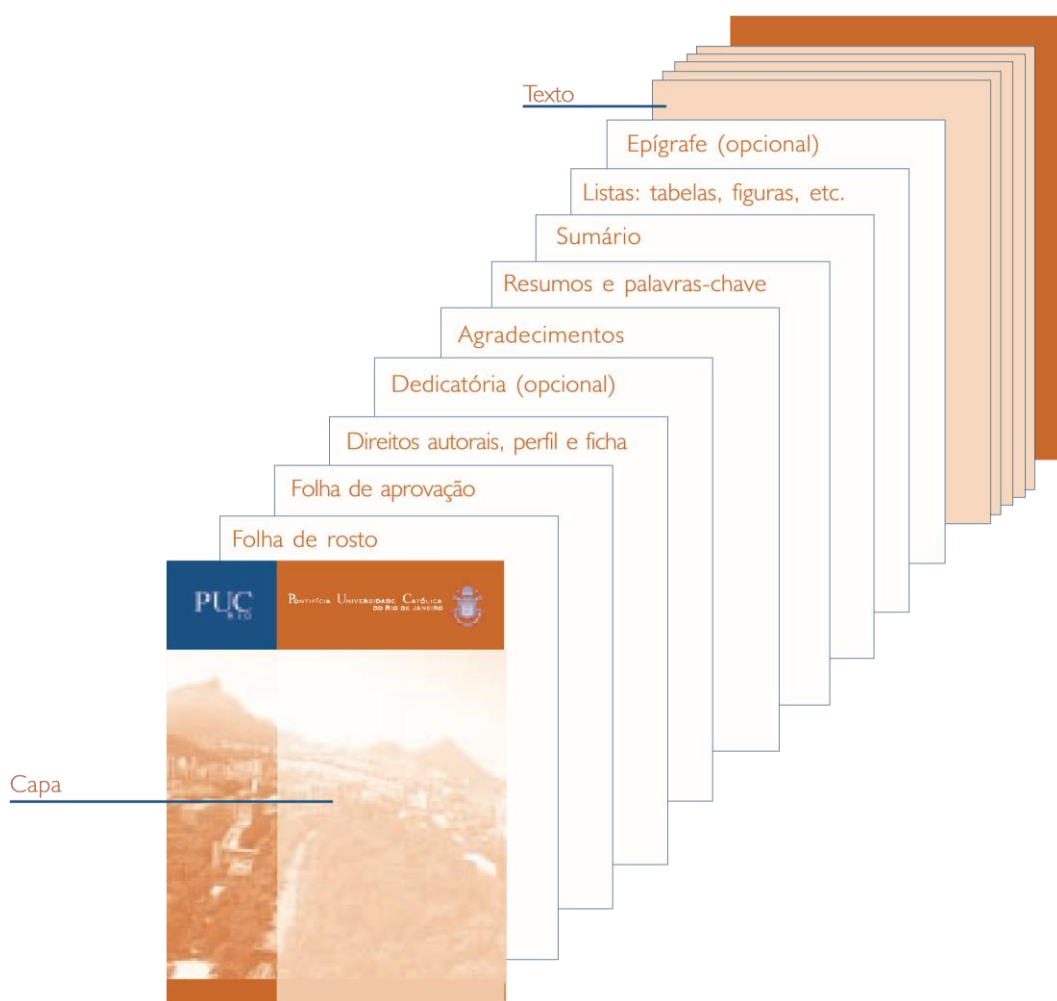 Texto
Epígrafe (opcional)
Listas: tabelas, figuras, etc.
Sumário
Resumos e palavras-chave
Agradecimentos
Dedicatória (opcional)
Direitos autorais, perfil e ficha
Folha de aprovação
Folha de rosto
PUC
RIO
Pontifícia Universidade Católica
do Rio de Janeiro
Capa